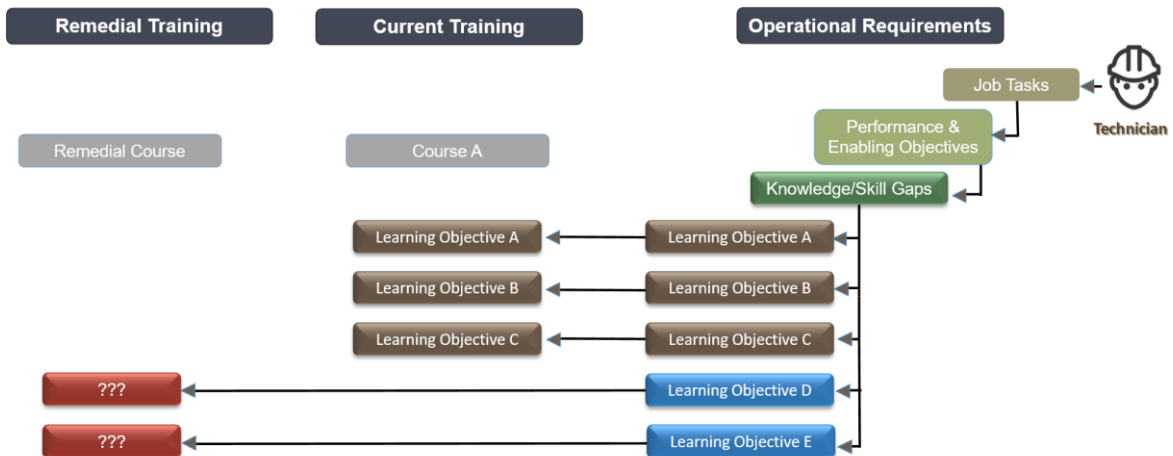 Remedial Training
Current Training
Operational Requirements
Job Tasks
Technician
Performance &
Enabling Objectives
Remedial Course
Course A
Knowledge/Skill Gaps
Learning Objective A
Learning Objective A
Learning Objective B
Learning Objective B
Learning Objective C
Learning Objective C
???
Learning Objective D
???
Learning Objective E